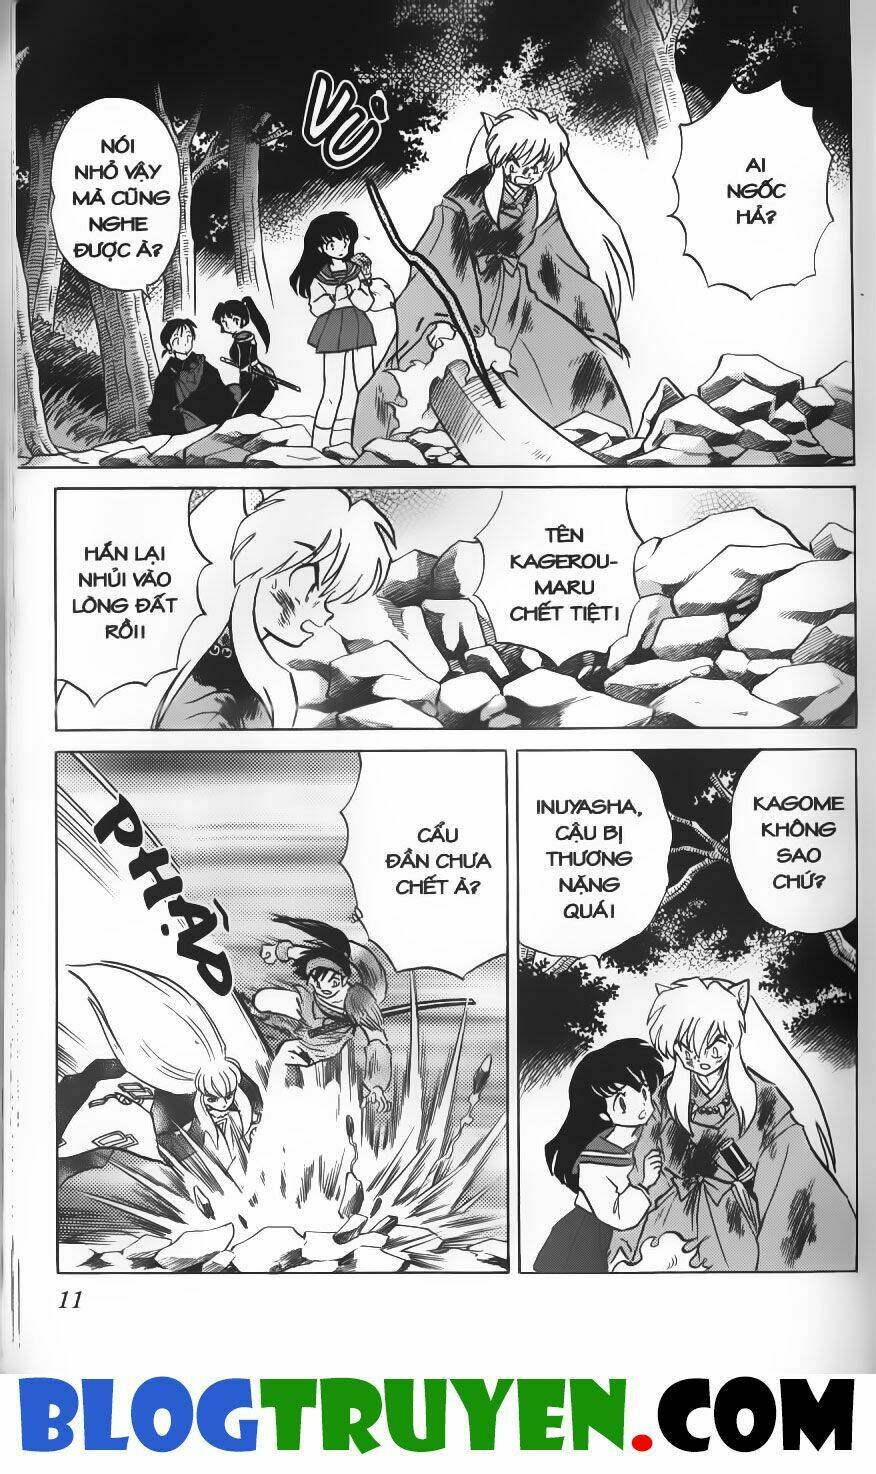 AI
NGỐC
HẢ?
VÙ
NÓI
NHỎ VẬY
MÀ CŨNG
NGHE
ĐƯỢC À?
TÊN
KAGEROU-
MARU
CHẾT TIỆT!
HẮN LẠI
NHỦI VÀO
LÒNG ĐẤT
RỒI!
KAGOME
KHÔNG
SAO
CHỨ?
INUYASHA,
CẬU BỊ
THƯƠNG
NẶNG
QUÁ!
CẨU
ĐẦN CHƯA
CHẾT À?
PHẬP
11
BLOGTRUYEN.COM